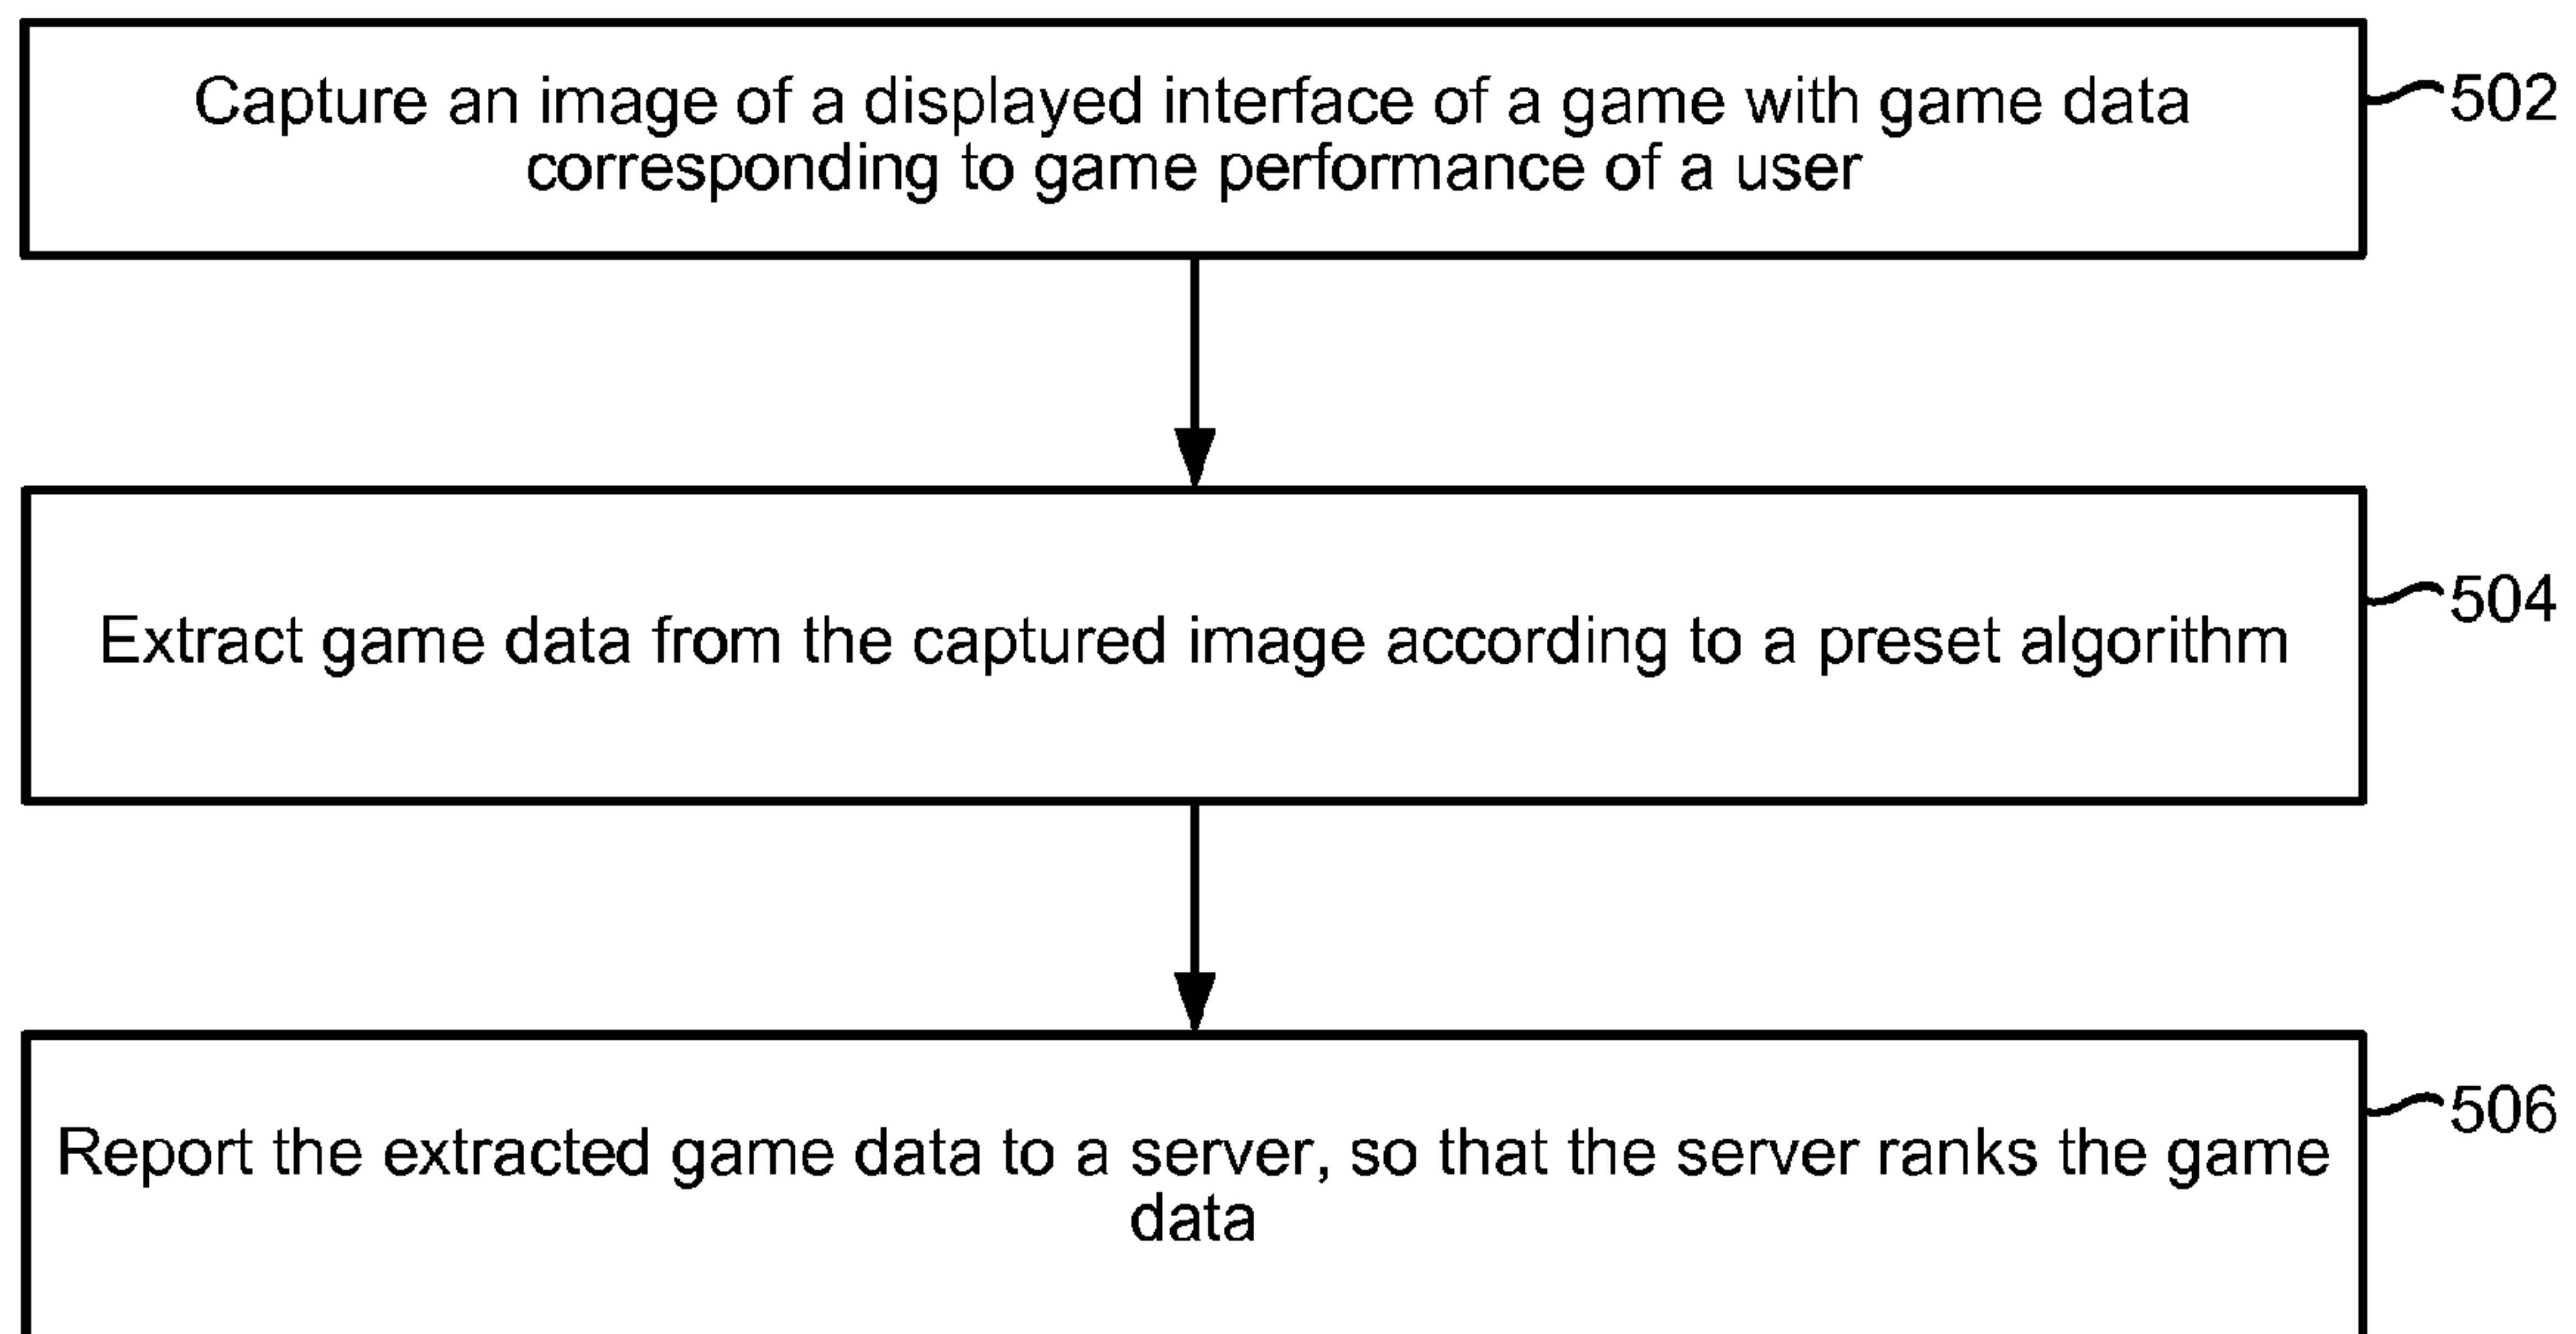 Capture an image of a displayed interface of a game with game data
corresponding to game performance of a user
502
Extract game data from the captured image according to a preset algorithm
504
Report the extracted game data to a server, so that the server ranks the game
data
506